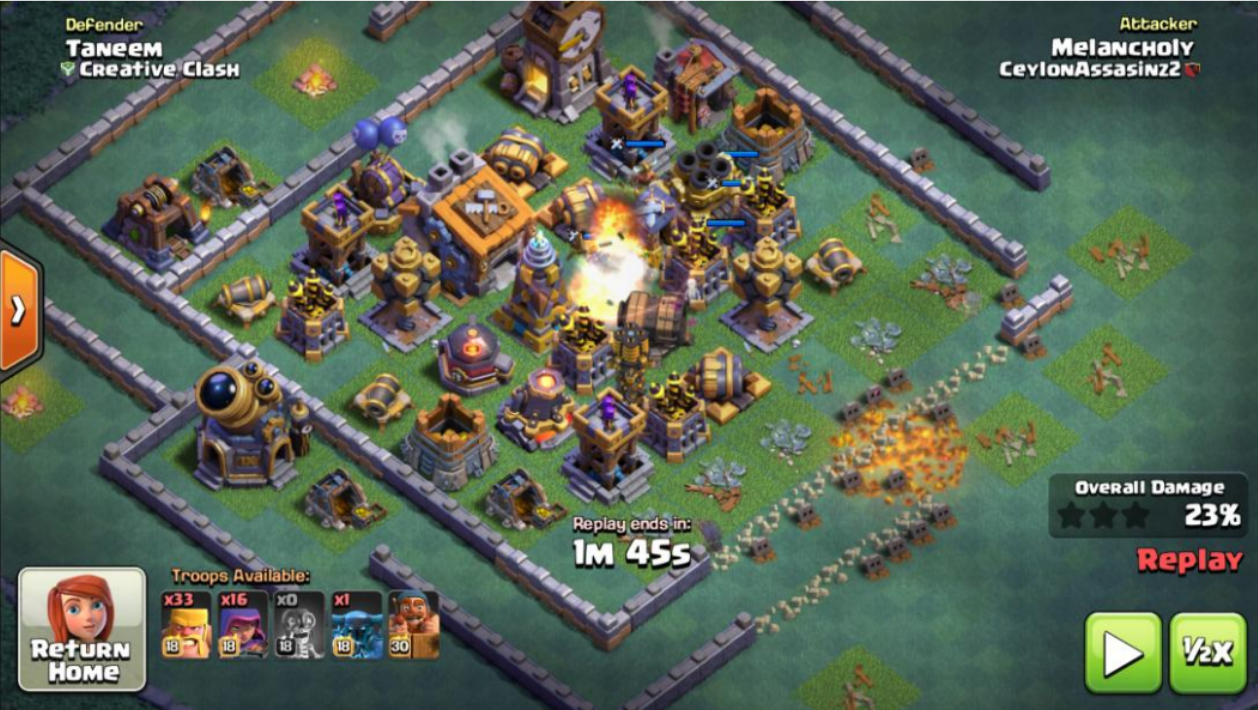 Defender
Taneem
Creative Clash
Attacker
Melancholy
CeylonAssasinz2
Overall Damage
23%
Replay
Replay ends in:
1M 45s
Troops Available:
x33
x16
x0
x1
18
18
18
18
30
Return
Home
½x